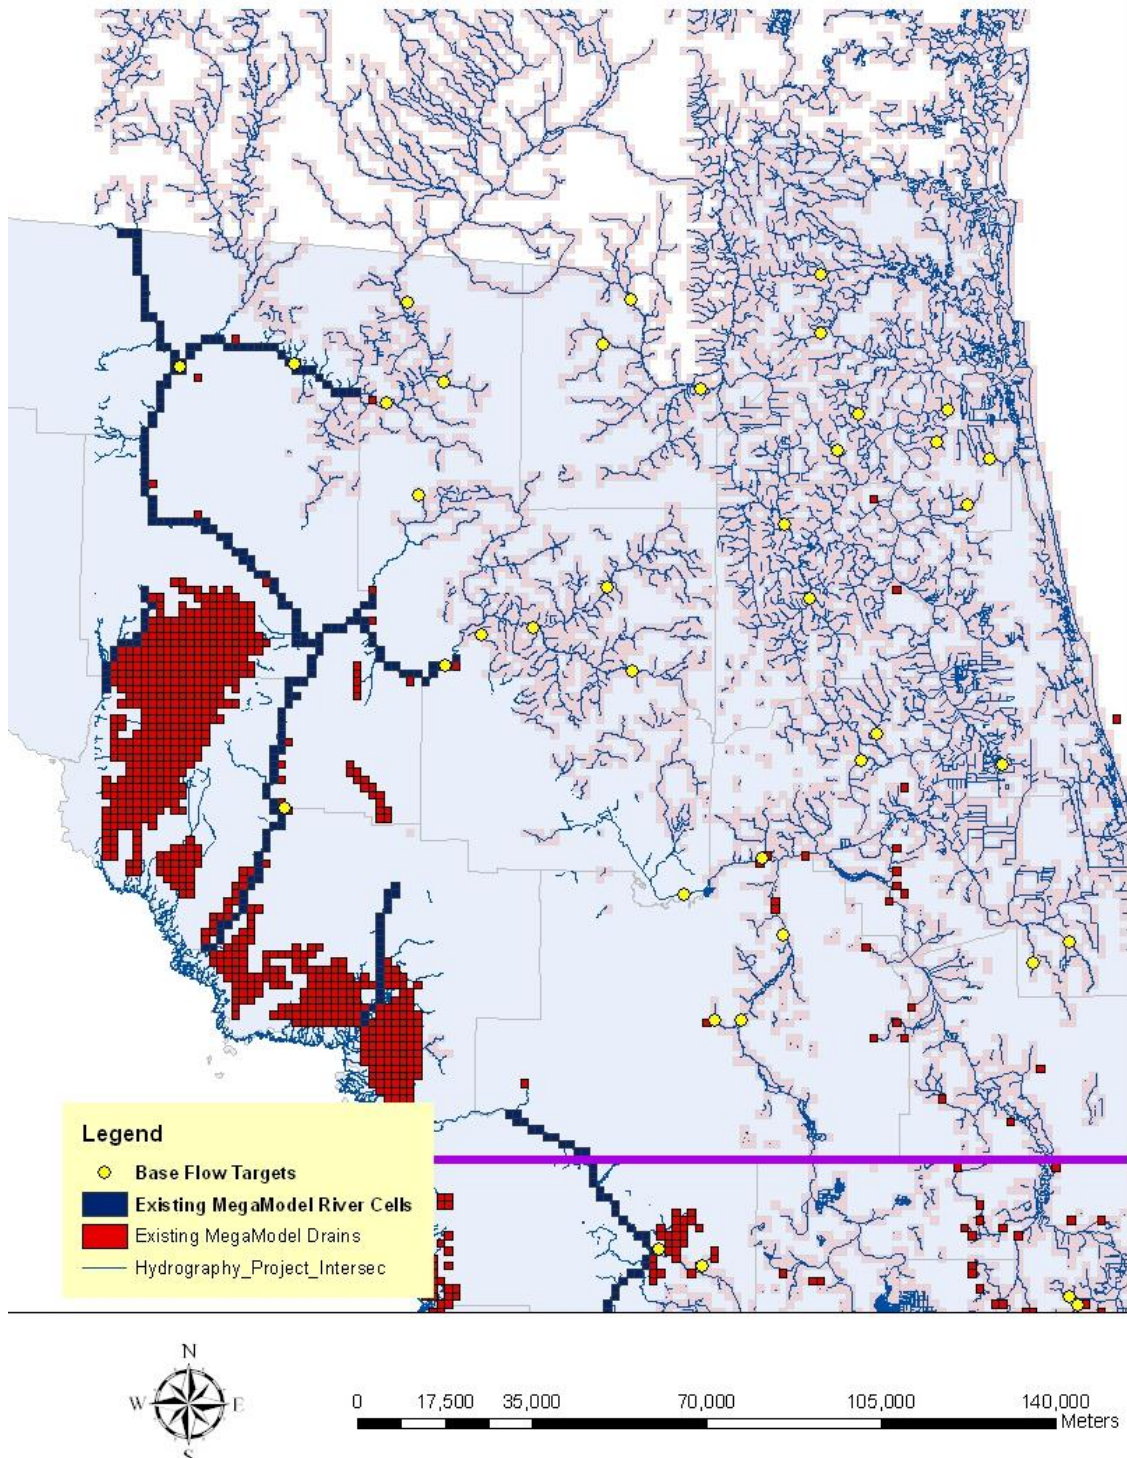 Legend
Base Flow Targets
Existing MegaModel River Cells
Existing MegaModel Drains
Hydrography_Project_Intersec
N
W E
S
0 17,500 35,000 70,000 105,000 140,000
Meters